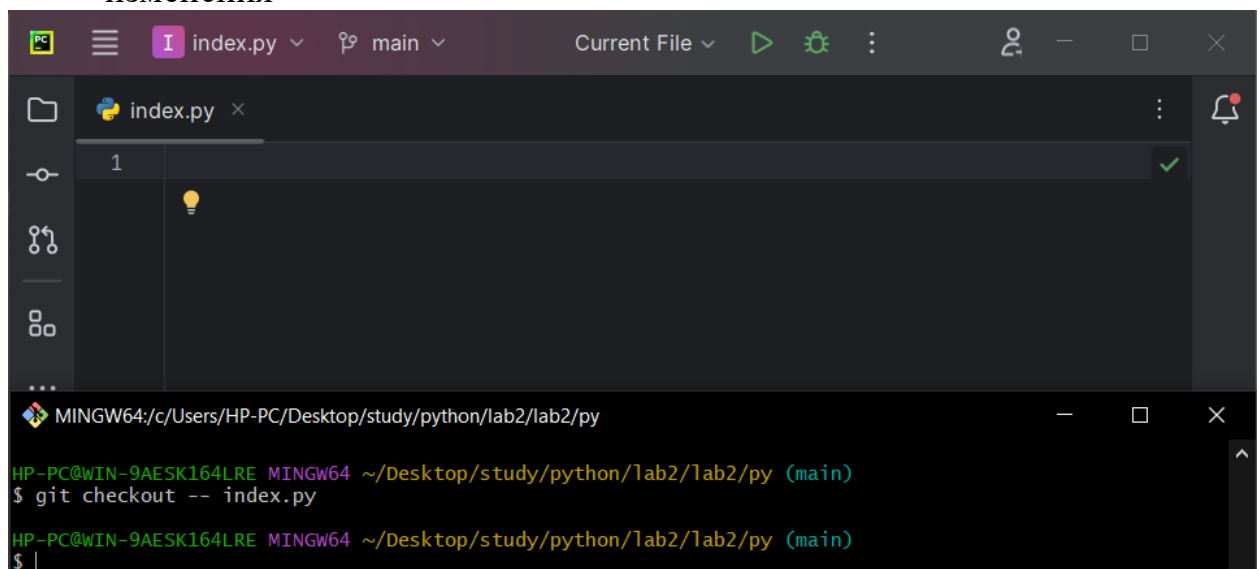 изменения
PC
I index.py main Current File
index.py
1
MINGW64:/c/Users/HP-PC/Desktop/study/python/lab2/lab2/py
HP-PC@WIN-9AESK164LRE MINGW64 ~/Desktop/study/python/lab2/lab2/py (main)
$ git checkout -- index.py
HP-PC@WIN-9AESK164LRE MINGW64 ~/Desktop/study/python/lab2/lab2/py (main)
$